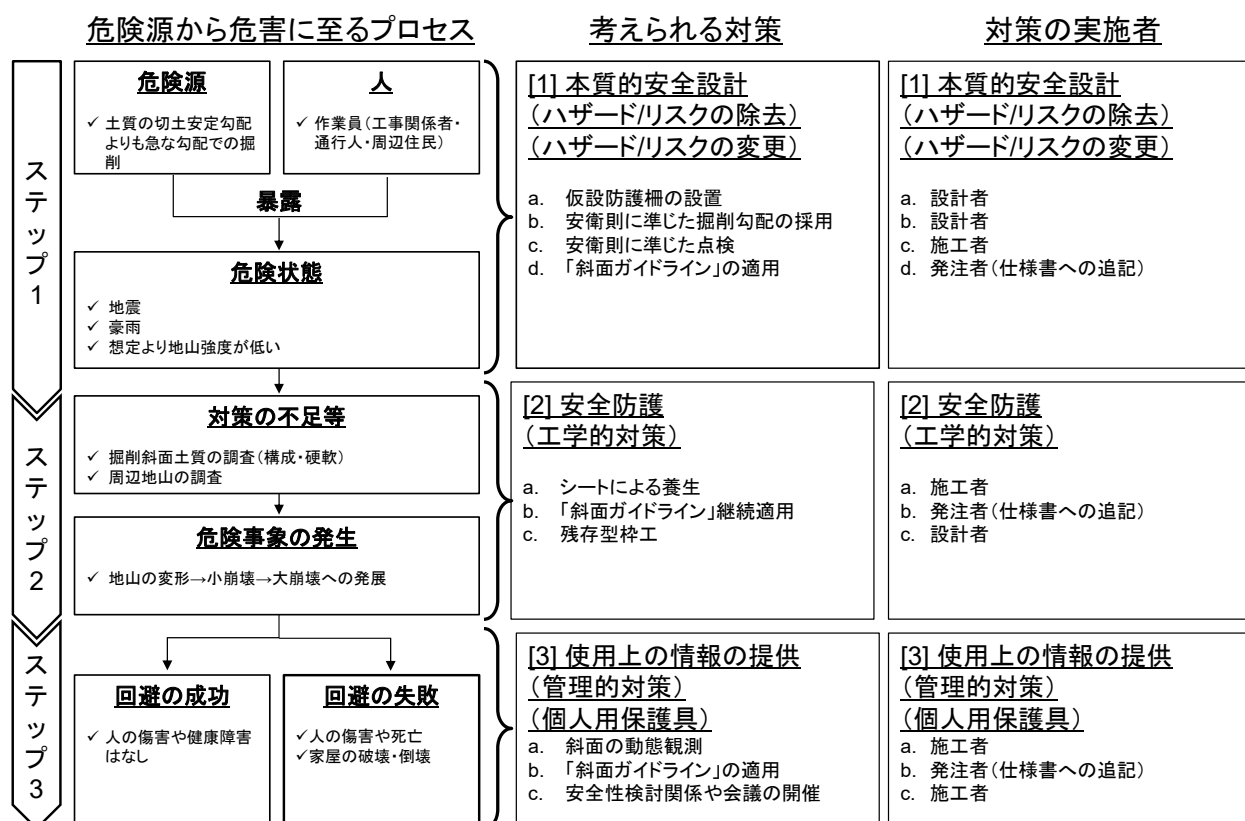 危険源から危害に至るプロセス
考えられる対策
対策の実施者
ステップ1
危険源
✓ 土質の切土安定勾配
よりも急な勾配での掘
削
人
✓ 作業員(工事関係者・
通行人・周辺住民)
暴露
危険状態
✓ 地震
✓ 豪雨
✓ 想定より地山強度が低い
[1] 本質的安全設計
(ハザード/リスクの除去)
(ハザード/リスクの変更)
a. 仮設防護柵の設置
b. 安衛則に準じた掘削勾配の採用
c. 安衛則に準じた点検
d. 「斜面ガイドライン」の適用
[1] 本質的安全設計
(ハザード/リスクの除去)
(ハザード/リスクの変更)
a. 設計者
b. 設計者
c. 施工者
d. 発注者(仕様書への追記)
ステップ2
対策の不足等
✓ 掘削斜面土質の調査(構成・硬軟)
✓ 周辺地山の調査
危険事象の発生
✓ 地山の変形→小崩壊→大崩壊への発展
[2] 安全防護
(工学的対策)
a. シートによる養生
b. 「斜面ガイドライン」継続適用
c. 残存型枠工
[2] 安全防護
(工学的対策)
a. 施工者
b. 発注者(仕様書への追記)
c. 設計者
ステップ3
回避の成功
✓ 人の傷害や健康障害
はなし
回避の失敗
✓人の傷害や死亡
✓家屋の破壊・倒壊
[3] 使用上の情報の提供
(管理的対策)
(個人用保護具)
a. 斜面の動態観測
b. 「斜面ガイドライン」の適用
c. 安全性検討関係や会議の開催
[3] 使用上の情報の提供
(管理的対策)
(個人用保護具)
a. 施工者
b. 発注者(仕様書への追記)
c. 施工者